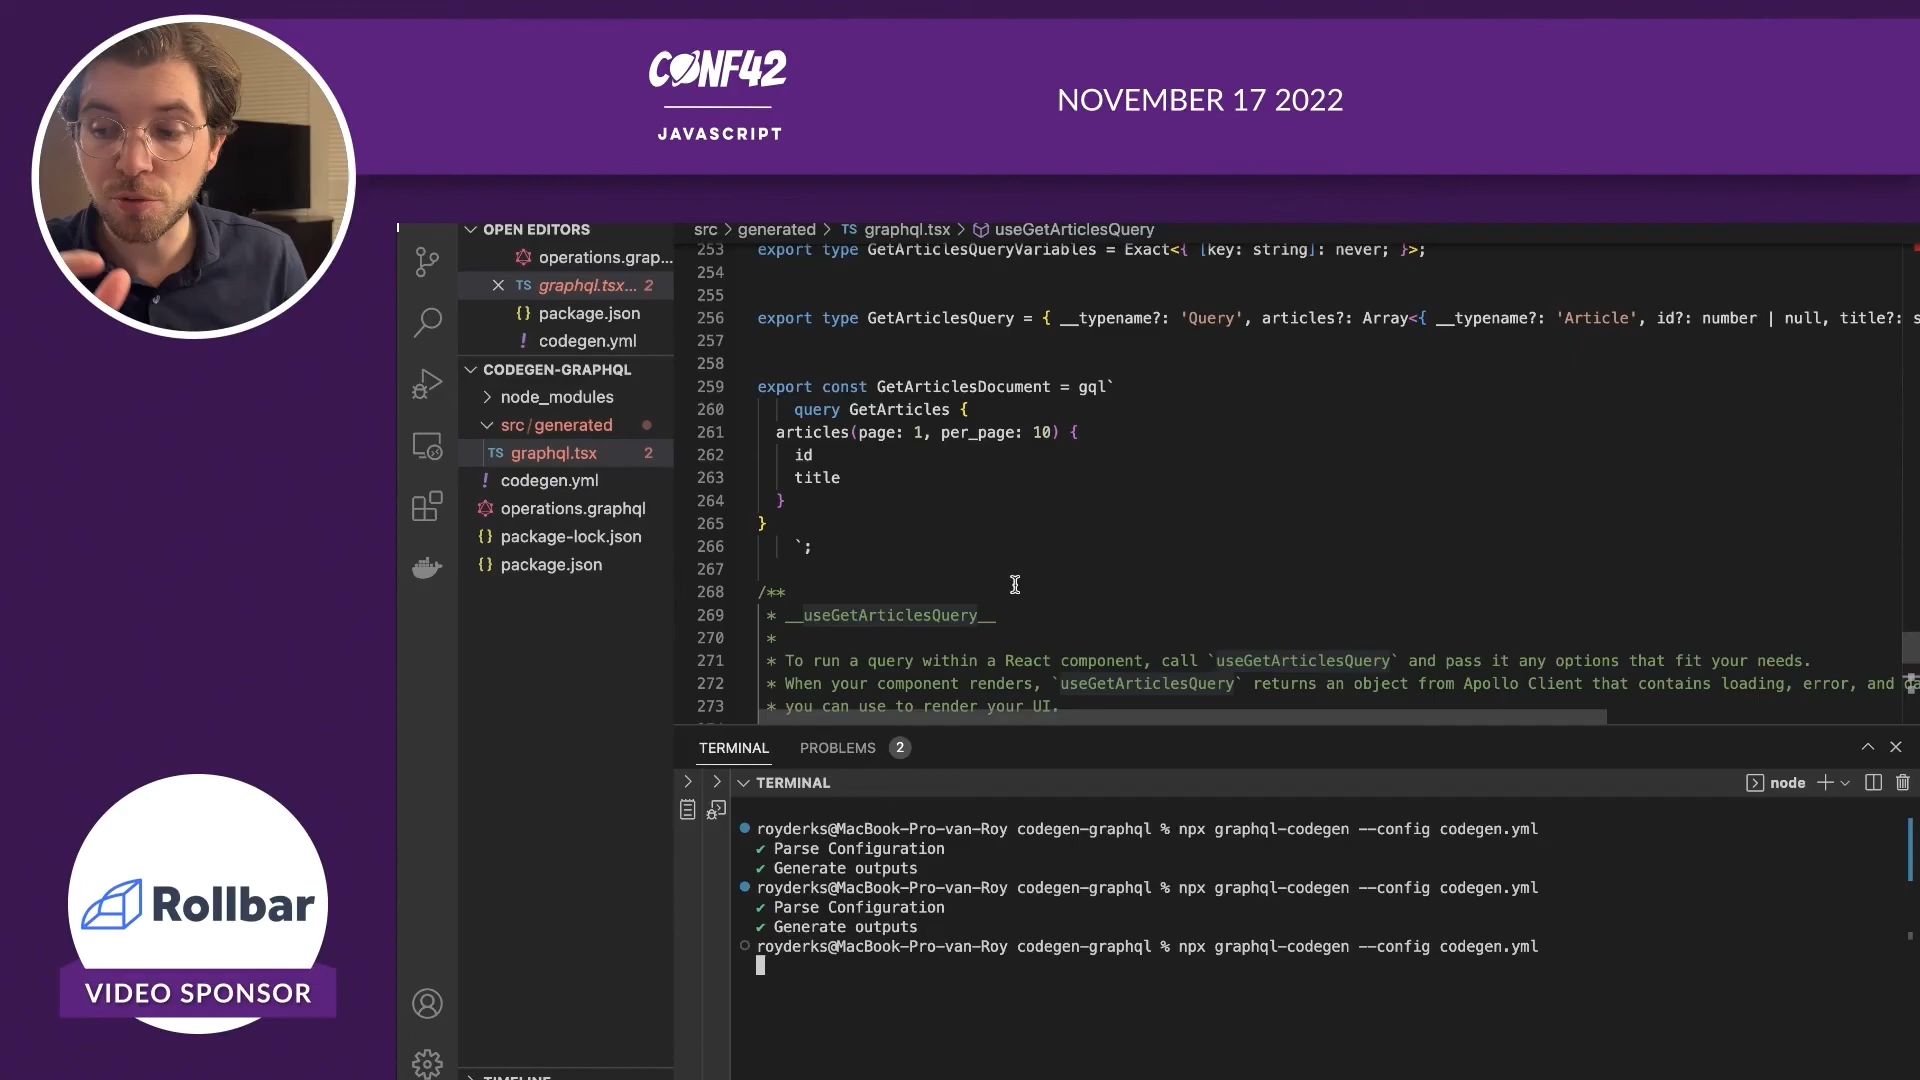 CONF42
JAVASCRIPT
NOVEMBER 17 2022
OPEN EDITORS
operations.grap...
TS graphql.tsx... 2
{} package.json
! codegen.yml
CODEGEN-GRAPHQL
node_modules
src/generated
TS graphql.tsx 2
! codegen.yml
operations.graphql
{} package-lock.json
{} package.json
src > generated > TS graphql.tsx > useGetArticlesQuery
253 export type GetArticlesQueryVariables = Exact<{ [key: string]: never; }>;
254
255
256 export type GetArticlesQuery = { __typename?: 'Query', articles?: Array<{ __typename?: 'Article', id?: number | null, title?: s
257
258
259 export const GetArticlesDocument = gql`
260 query GetArticles {
261 articles(page: 1, per_page: 10) {
262 id
263 title
264 }
265 }
266 `;
267
268 /**
269 * __useGetArticlesQuery__
270 *
271 * To run a query within a React component, call `useGetArticlesQuery` and pass it any options that fit your needs.
272 * When your component renders, `useGetArticlesQuery` returns an object from Apollo Client that contains loading, error, and
273 * you can use to render your UI.
TERMINAL PROBLEMS 2
TERMINAL
node
royderks@MacBook-Pro-van-Roy codegen-graphql % npx graphql-codegen --config codegen.yml
✔ Parse Configuration
✔ Generate outputs
royderks@MacBook-Pro-van-Roy codegen-graphql % npx graphql-codegen --config codegen.yml
✔ Parse Configuration
✔ Generate outputs
royderks@MacBook-Pro-van-Roy codegen-graphql % npx graphql-codegen --config codegen.yml
Rollbar
VIDEO SPONSOR
TIMELINE